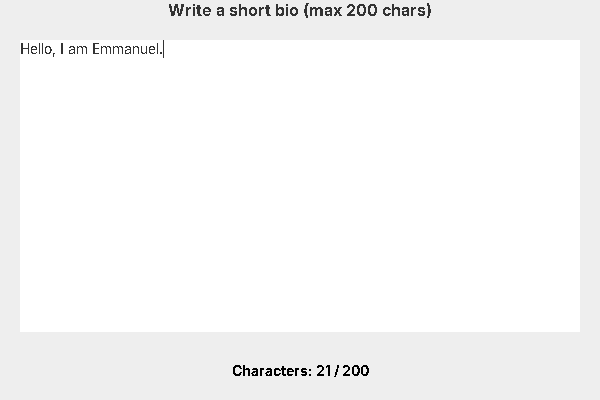 Write a short bio (max 200 chars)
Hello, I am Emmanuel.
Characters: 21 / 200